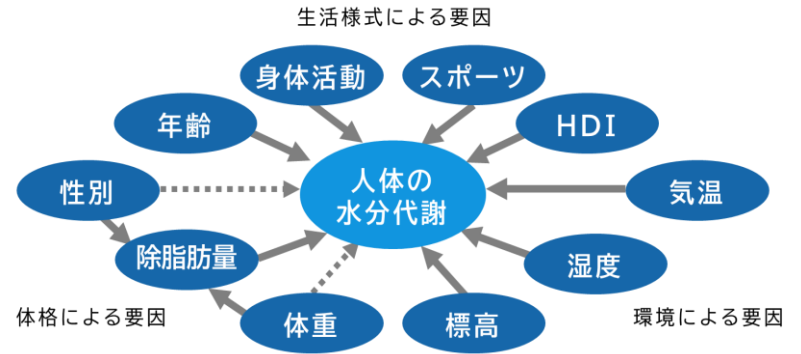 生活様式による要因
身体活動
スポーツ
年齢
HDI
人体の
水分代謝
性別
気温
除脂肪量
湿度
体格による要因
体重
標高
環境による要因